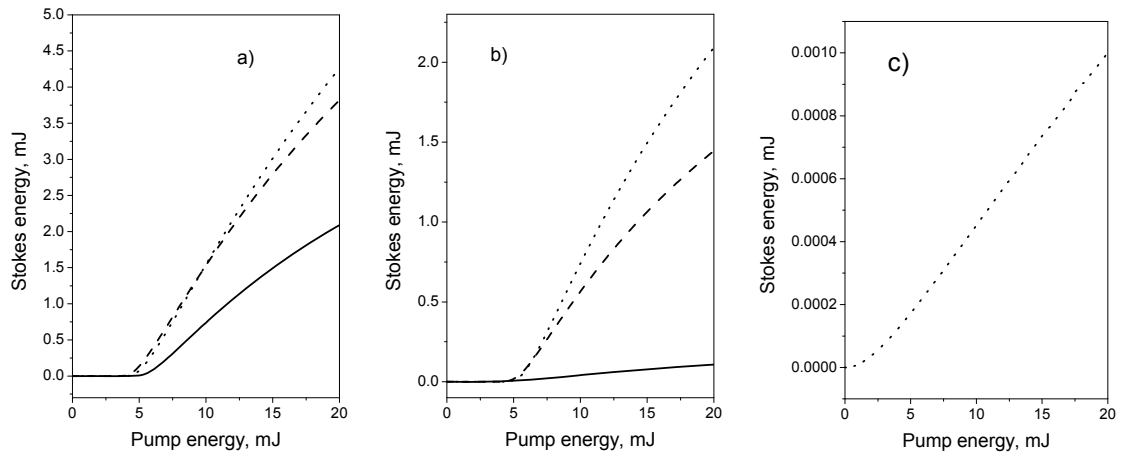 a)
5.0
4.5
4.0
3.5
3.0
2.5
2.0
1.5
1.0
0.5
0.0
0 5 10 15 20
Stokes energy, mJ
Pump energy, mJ
b)
2.0
1.5
1.0
0.5
0.0
0 5 10 15 20
Stokes energy, mJ
Pump energy, mJ
c)
0.0010
0.0008
0.0006
0.0004
0.0002
0.0000
0 5 10 15 20
Stokes energy, mJ
Pump energy, mJ